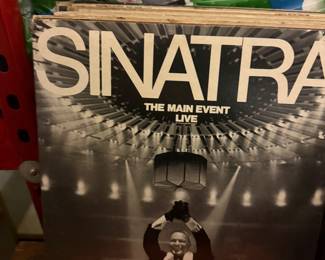 SINATRA
THE MAIN EVENT
LIVE